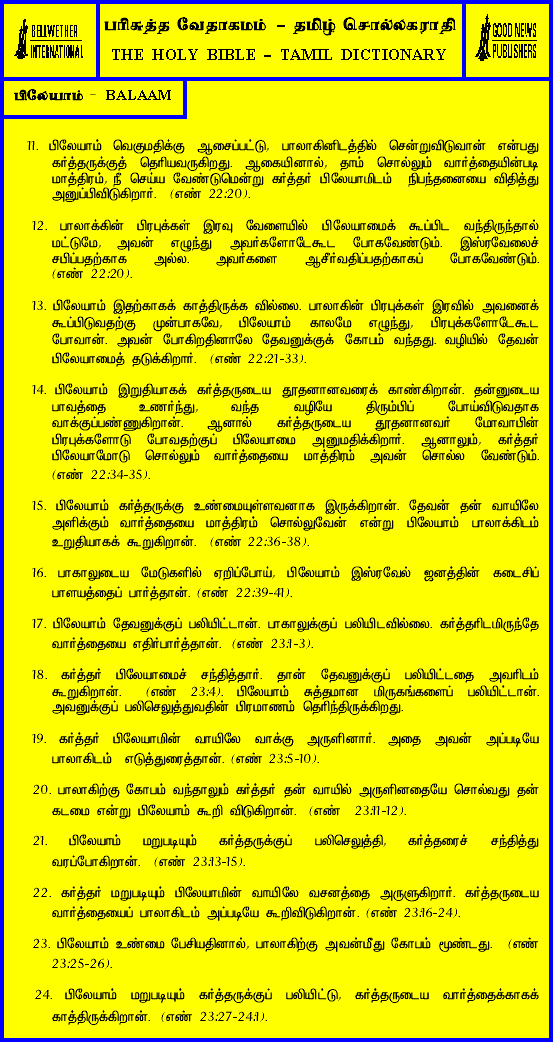 BELLWETHER
INTERNATIONAL
பரிசுத்த வேதாகமம் - தமிழ் சொல்லகராதி
THE HOLY BIBLE - TAMIL DICTIONARY
GOOD NEWS
PUBLISHERS
பிலேயாம் - BALAAM
11. பிலேயாம் வெகுமதிக்கு ஆசைப்பட்டு, பாலாகினிடத்தில் சென்றுவிடுவான் என்பது
கர்த்தருக்குத் தெரியவருகிறது. ஆகையினால், தாம் சொல்லும் வார்த்தையின்படி
மாத்திரம், நீ செய்ய வேண்டுமென்று கர்த்தர் பிலேயாமிடம் நிபந்தனையை விதித்து
அனுப்பிவிடுகிறார். (எண் 22:20).
12. பாலாக்கின் பிரபுக்கள் இரவு வேளையில் பிலேயாமைக் கூப்பிட வந்திருந்தால்
மட்டுமே, அவன் எழுந்து அவர்களோடேகூட போகவேண்டும். இஸ்ரவேலைச்
சபிப்பதற்காக அல்ல. அவர்களை ஆசீர்வதிப்பதற்காகப் போகவேண்டும்.
(எண் 22:20).
13. பிலேயாம் இதற்காகக் காத்திருக்க வில்லை. பாலாகின் பிரபுக்கள் இரவில் அவனைக்
கூப்பிடுவதற்கு முன்பாகவே, பிலேயாம் காலமே எழுந்து, பிரபுக்களோடேகூட
போவான். அவன் போகிறதினாலே தேவனுக்குக் கோபம் வந்தது. வழியில் தேவன்
பிலேயாமைத் தடுக்கிறார். (எண் 22:21-33).
14. பிலேயாம் இறுதியாகக் கர்த்தருடைய தூதனானவரைக் காண்கிறான். தன்னுடைய
பாவத்தை உணர்ந்து, வந்த வழியே திரும்பிப் போய்விடுவதாக
வாக்குப்பண்ணுகிறான். ஆனால் கர்த்தருடைய தூதனானவர் மோவாபின்
பிரபுக்களோடு போவதற்குப் பிலேயாமை அனுமதிக்கிறார். ஆனாலும், கர்த்தர்
பிலேயாமோடு சொல்லும் வார்த்தையை மாத்திரம் அவன் சொல்ல வேண்டும்.
(எண் 22:34-35).
15. பிலேயாம் கர்த்தருக்கு உண்மையுள்ளவனாக இருக்கிறான். தேவன் தன் வாயிலே
அளிக்கும் வார்த்தையை மாத்திரம் சொல்லுவேன் என்று பிலேயாம் பாலாக்கிடம்
உறுதியாகக் கூறுகிறான். (எண் 22:36-38).
16. பாகாலுடைய மேடுகளில் ஏறிப்போய், பிலேயாம் இஸ்ரவேல் ஜனத்தின் கடைசிப்
பாளயத்தைப் பார்த்தான். (எண் 22:39-41).
17. பிலேயாம் தேவனுக்குப் பலியிட்டான். பாகாலுக்குப் பலியிடவில்லை. கர்த்தரிடமிருந்தே
வார்த்தையை எதிர்பார்த்தான். (எண் 23:1-3).
18. கர்த்தர் பிலேயாமைச் சந்தித்தார். தான் தேவனுக்குப் பலியிட்டதை அவரிடம்
கூறுகிறான். (எண் 23:4). பிலேயாம் சுத்தமான மிருகங்களைப் பலியிட்டான்.
அவனுக்குப் பலிசெலுத்துவதின் பிரமாணம் தெரிந்திருக்கிறது.
19. கர்த்தர் பிலேயாமின் வாயிலே வாக்கு அருளினார். அதை அவன் அப்படியே
பாலாகிடம் எடுத்துரைத்தான். (எண் 23:5-10).
20. பாலாகிற்கு கோபம் வந்தாலும் கர்த்தர் தன் வாயில் அருளினதையே சொல்வது தன்
கடமை என்று பிலேயாம் கூறி விடுகிறான். (எண் 23:11-12).
21. பிலேயாம் மறுபடியும் கர்த்தருக்குப் பலிசெலுத்தி, கர்த்தரைச் சந்தித்து
வரப்போகிறான். (எண் 23:13-15).
22. கர்த்தர் மறுபடியும் பிலேயாமின் வாயிலே வசனத்தை அருளுகிறார். கர்த்தருடைய
வார்த்தையைப் பாலாகிடம் அப்படியே கூறிவிடுகிறான். (எண் 23:16-24).
23. பிலேயாம் உண்மை பேசியதினால், பாலாகிற்கு அவன்மீது கோபம் மூண்டது. (எண்
23:25-26).
24. பிலேயாம் மறுபடியும் கர்த்தருக்குப் பலியிட்டு, கர்த்தருடைய வார்த்தைக்காகக்
காத்திருக்கிறான். (எண் 23:27-24:1).